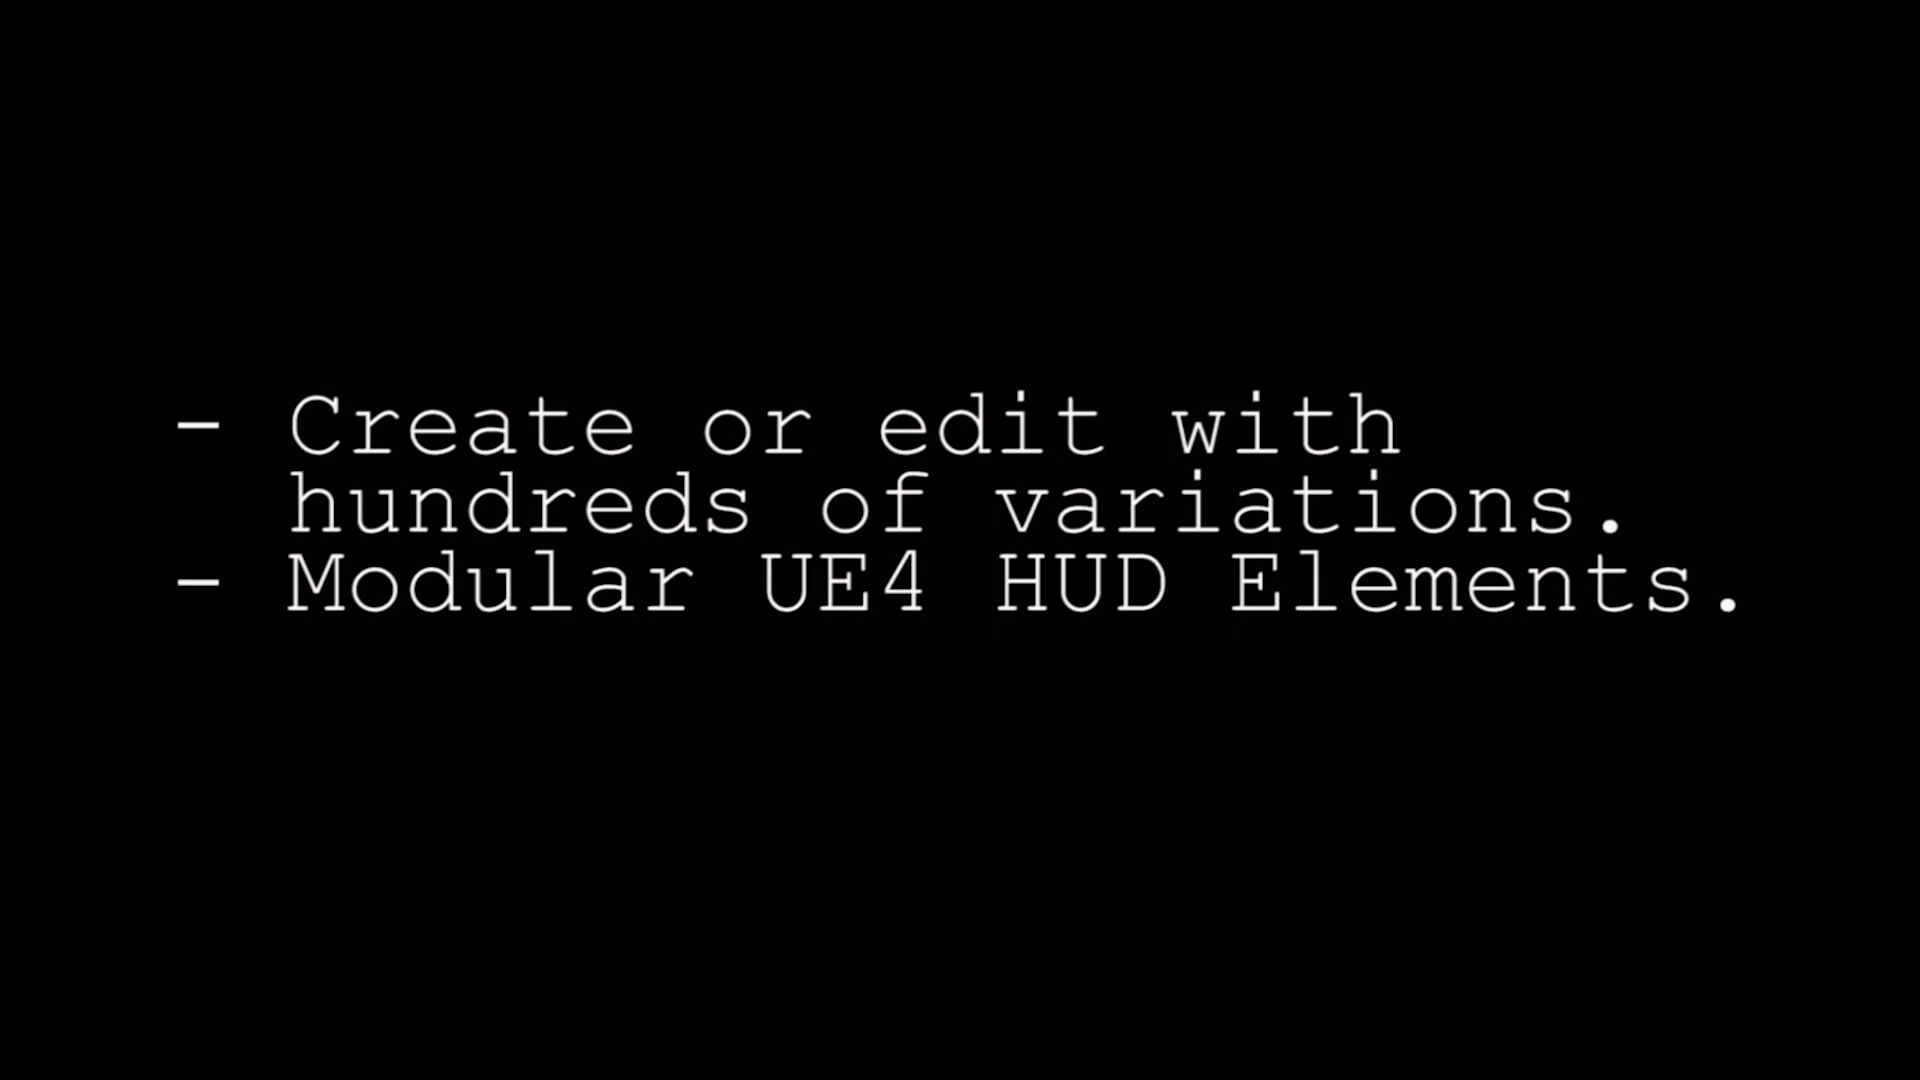 - Create or edit with
hundreds of variations.
- Modular UE4 HUD Elements.